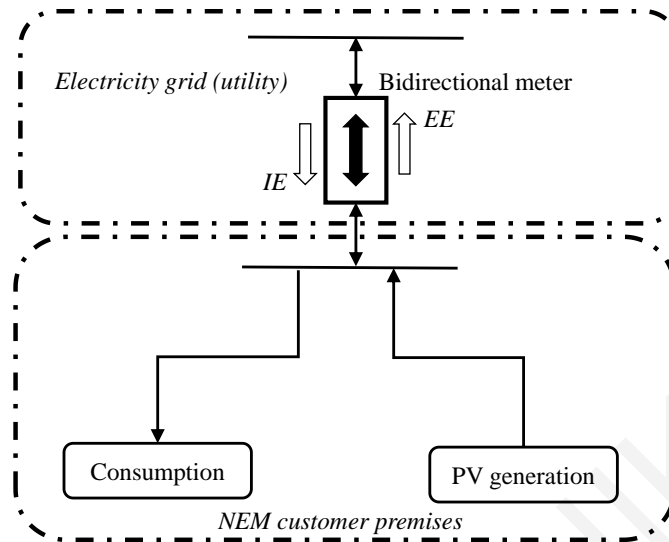 Electricity grid (utility)
Bidirectional meter
EE
IE
Consumption
PV generation
NEM customer premises